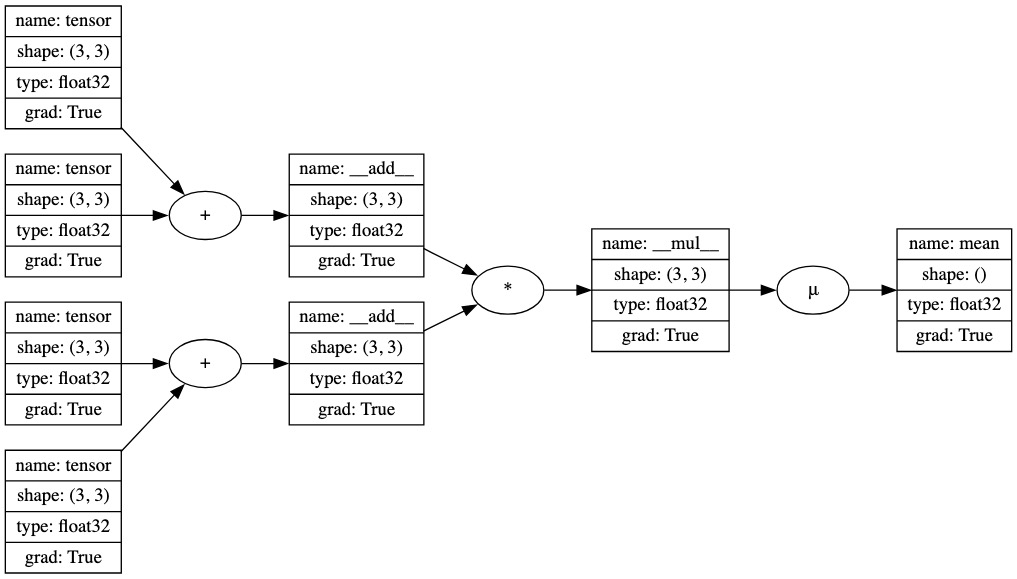 name: tensor
shape: (3, 3)
type: float32
grad: True
name: tensor
shape: (3, 3)
type: float32
grad: True
+
name: __add__
shape: (3, 3)
type: float32
grad: True
name: tensor
shape: (3, 3)
type: float32
grad: True
+
name: __add__
shape: (3, 3)
type: float32
grad: True
name: tensor
shape: (3, 3)
type: float32
grad: True
*
name: __mul__
shape: (3, 3)
type: float32
grad: True
μ
name: mean
shape: ()
type: float32
grad: True